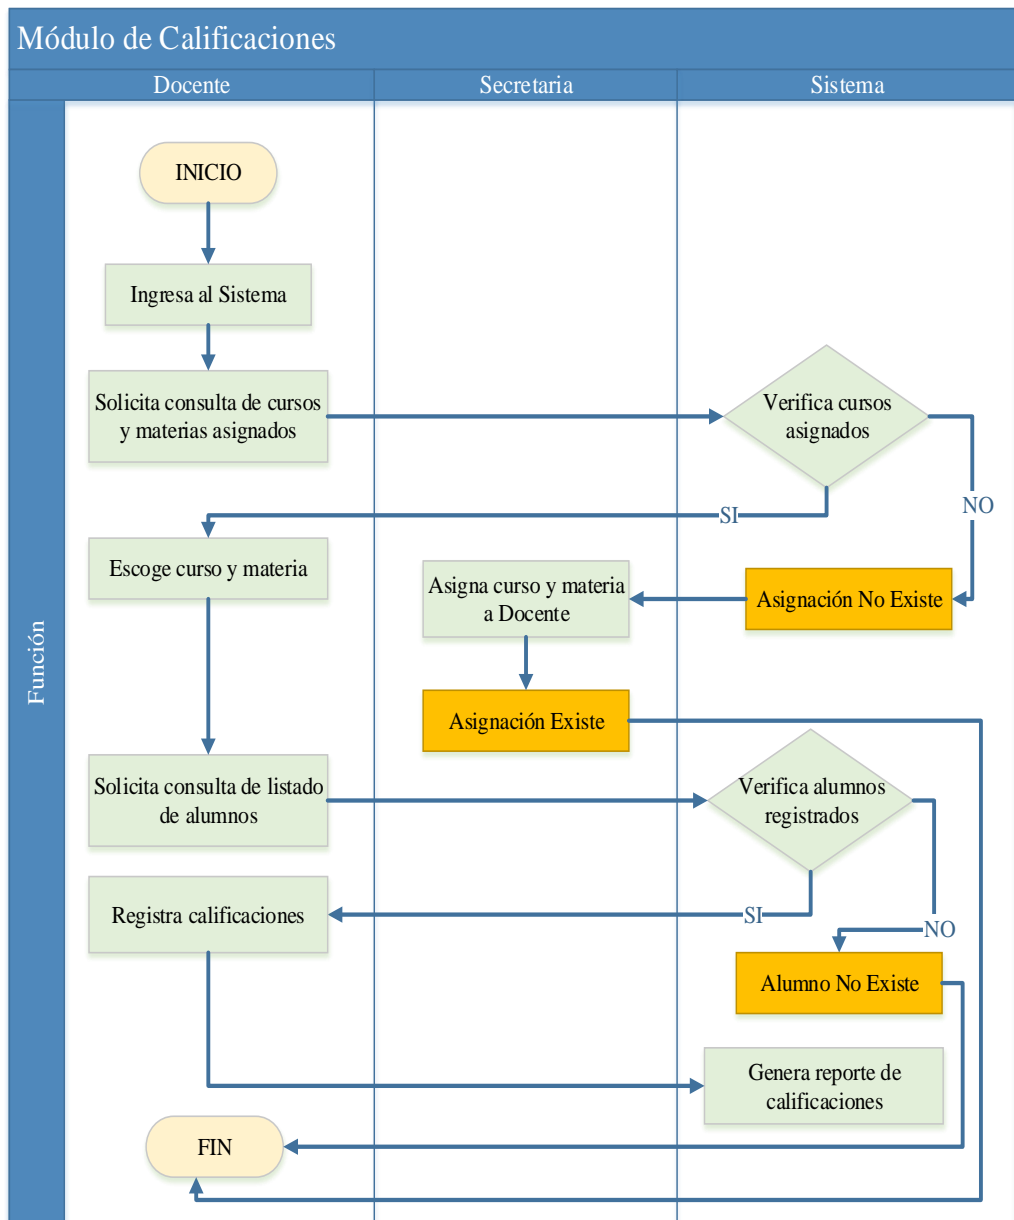 Módulo de Calificaciones
Docente
Secretaria
Sistema
Función
INICIO
Ingresa al Sistema
Solicita consulta de cursos
y materias asignados
Verifica cursos
asignados
SI
NO
Escoge curso y materia
Asigna curso y materia
a Docente
Asignación No Existe
Asignación Existe
Solicita consulta de listado
de alumnos
Verifica alumnos
registrados
Registra calificaciones
SI
NO
Alumno No Existe
Genera reporte de
calificaciones
FIN